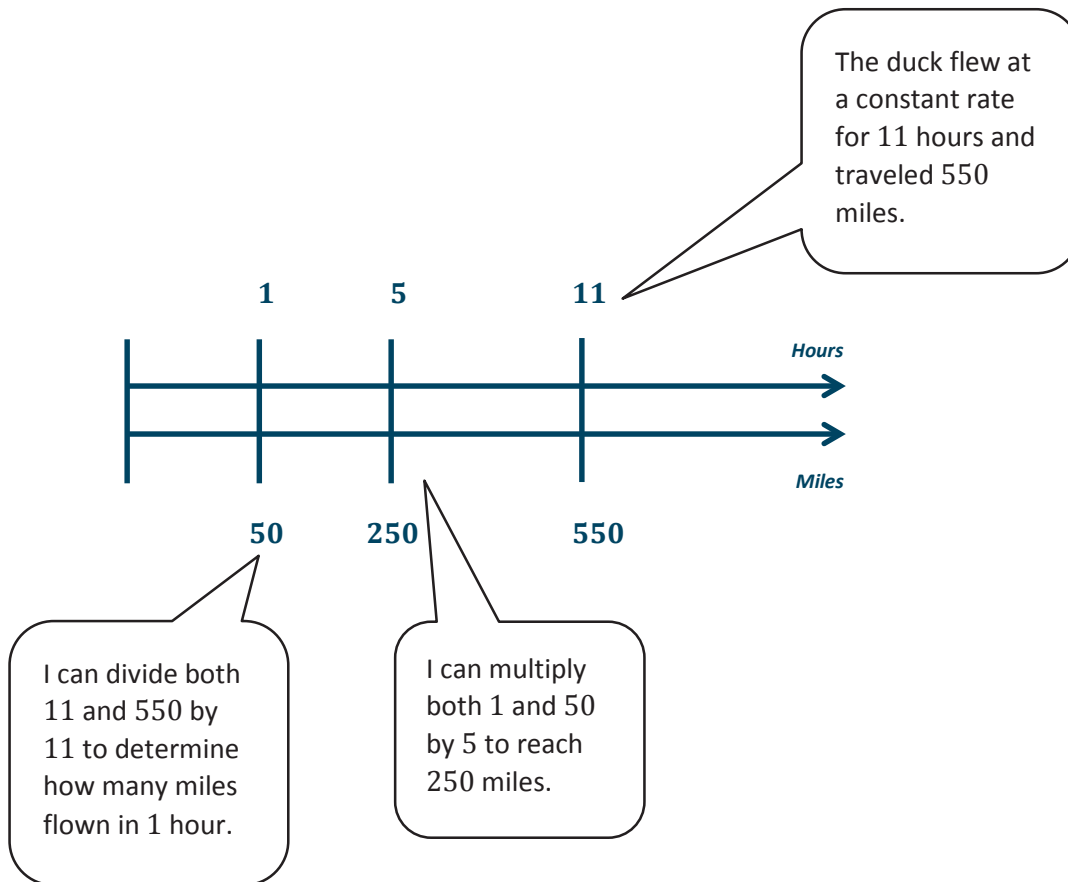 The duck flew at
a constant rate
for 11 hours and
traveled 550
miles.
1 5 11
Hours
Miles
50 250 550
I can divide both
11 and 550 by
11 to determine
how many miles
flown in 1 hour.
I can multiply
both 1 and 50
by 5 to reach
250 miles.